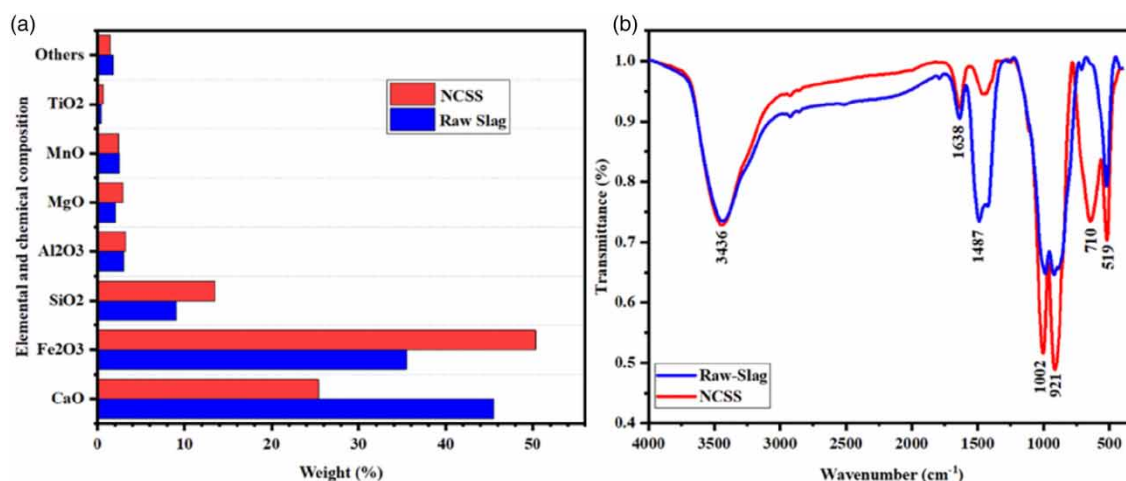 (a)
Elemental and chemical composition
Others
TiO2
MnO
MgO
Al2O3
SiO2
Fe2O3
CaO
NCSS
Raw Slag
0 10 20 30 40 50
Weight (%)
(b)
Transmittance (%)
1.0
0.9
0.8
0.7
0.6
0.5
0.4
3436
1638
1487
1002
921
710
519
Raw-Slag
NCSS
4000 3500 3000 2500 2000 1500 1000 500
Wavenumber (cm⁻¹)